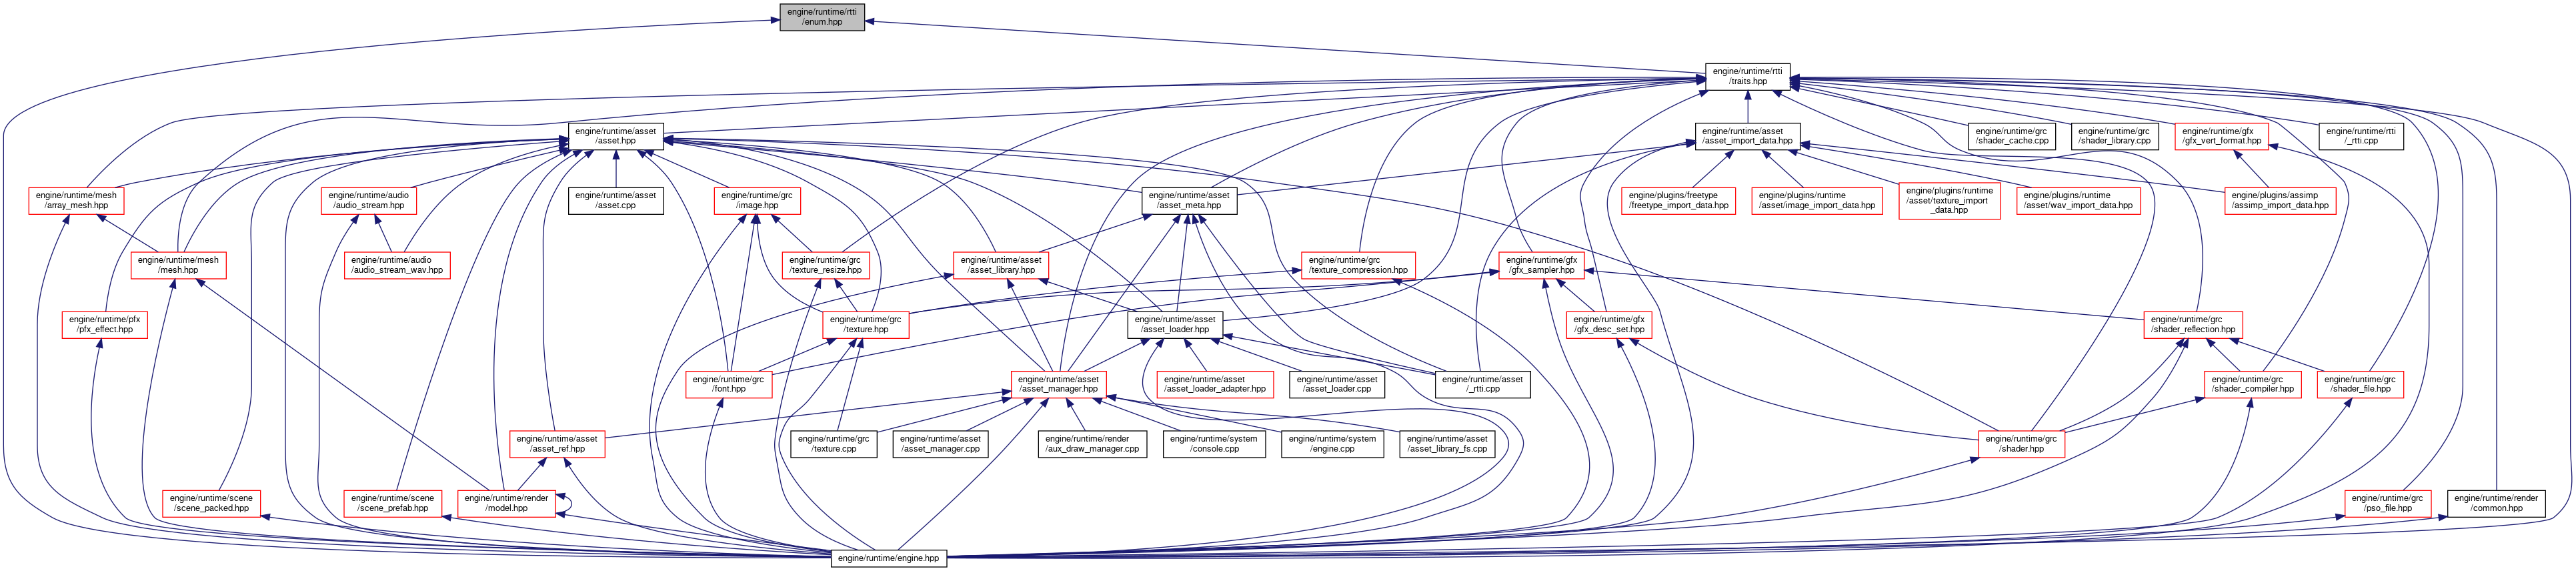 engine/runtime/rtti
/enum.hpp
engine/runtime/rtti
/traits.hpp
engine/runtime/asset
/asset.hpp
engine/runtime/asset
/asset_import_data.hpp
engine/runtime/grc
/shader_cache.cpp
engine/runtime/grc
/shader_library.cpp
engine/runtime/gfx
/gfx_vert_format.hpp
engine/runtime/rtti
/_rtti.cpp
engine/runtime/mesh
/array_mesh.hpp
engine/runtime/audio
/audio_stream.hpp
engine/runtime/asset
/asset.cpp
engine/runtime/grc
/image.hpp
engine/runtime/asset
/asset_meta.hpp
engine/plugins/freetype
/freetype_import_data.hpp
engine/plugins/runtime
/asset/image_import_data.hpp
engine/plugins/runtime
/asset/texture_import
_data.hpp
engine/plugins/runtime
/asset/wav_import_data.hpp
engine/plugins/assimp
/assimp_import_data.hpp
engine/runtime/mesh
/mesh.hpp
engine/runtime/audio
/audio_stream_wav.hpp
engine/runtime/grc
/texture_resize.hpp
engine/runtime/asset
/asset_library.hpp
engine/runtime/grc
/texture_compression.hpp
engine/runtime/gfx
/gfx_sampler.hpp
engine/runtime/pfx
/pfx_effect.hpp
engine/runtime/grc
/texture.hpp
engine/runtime/asset
/asset_loader.hpp
engine/runtime/gfx
/gfx_desc_set.hpp
engine/runtime/grc
/shader_reflection.hpp
engine/runtime/grc
/font.hpp
engine/runtime/asset
/asset_manager.hpp
engine/runtime/asset
/asset_loader_adapter.hpp
engine/runtime/asset
/asset_loader.cpp
engine/runtime/asset
/_rtti.cpp
engine/runtime/grc
/shader_compiler.hpp
engine/runtime/grc
/shader_file.hpp
engine/runtime/asset
/asset_ref.hpp
engine/runtime/grc
/texture.cpp
engine/runtime/asset
/asset_manager.cpp
engine/runtime/render
/aux_draw_manager.cpp
engine/runtime/system
/console.cpp
engine/runtime/system
/engine.cpp
engine/runtime/asset
/asset_library_fs.cpp
engine/runtime/grc
/shader.hpp
engine/runtime/scene
/scene_packed.hpp
engine/runtime/scene
/scene_prefab.hpp
engine/runtime/render
/model.hpp
engine/runtime/grc
/pso_file.hpp
engine/runtime/render
/common.hpp
engine/runtime/engine.hpp